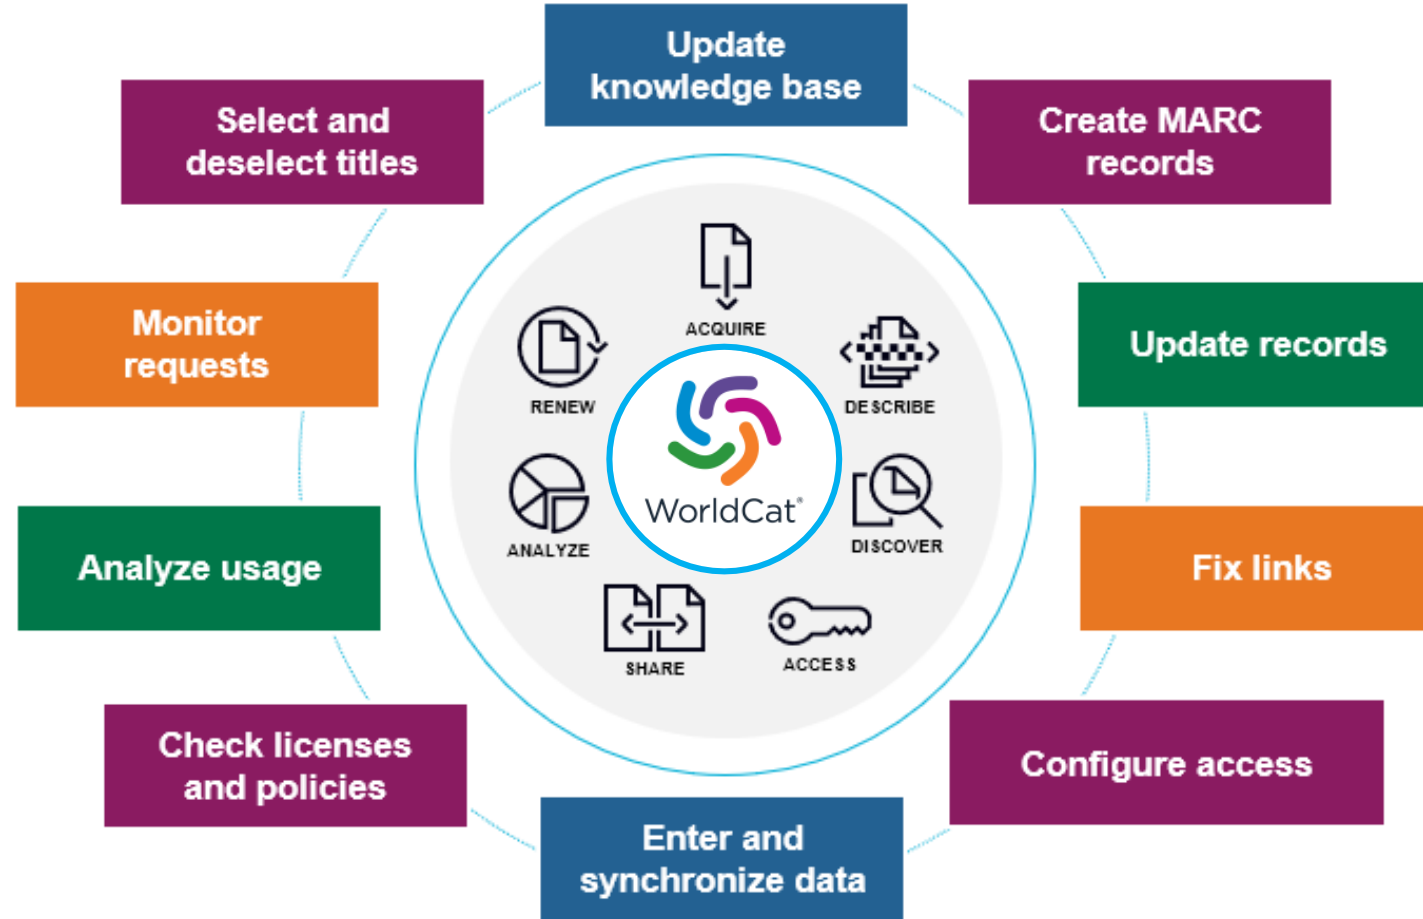 Update
knowledge base
Select and
deselect titles
Create MARC
records
Monitor
requests
Update records
Analyze usage
Fix links
Check licenses
and policies
Configure access
Enter and
synchronize data
ACQUIRE
RENEW
DESCRIBE
WorldCat®
ANALYZE
DISCOVER
SHARE
ACCESS